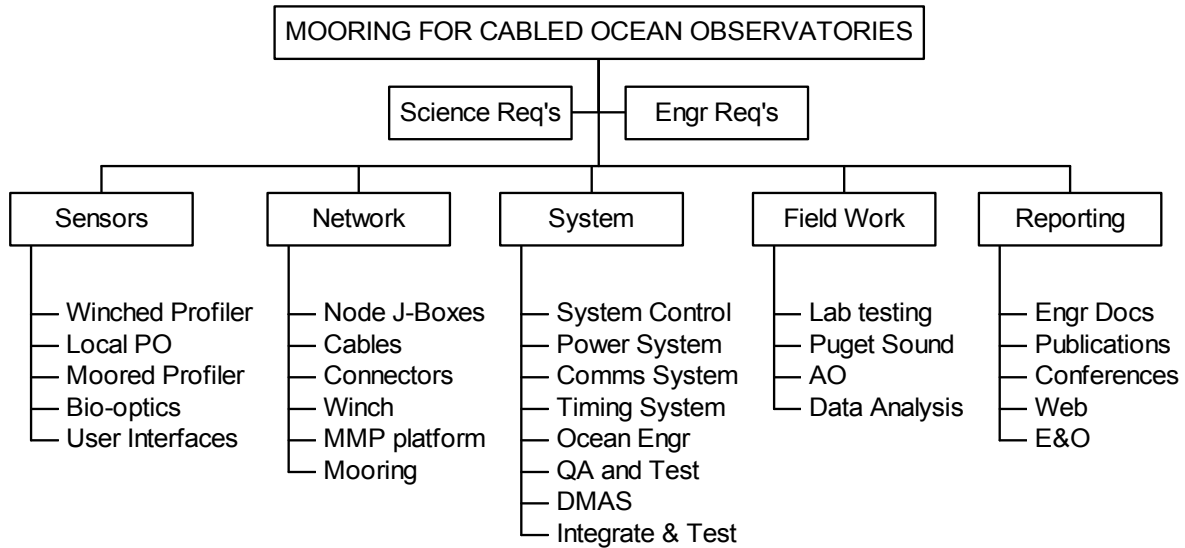 MOORING FOR CABLED OCEAN OBSERVATORIES
Science Req's
Engr Req's
Sensors
Winched Profiler
Local PO
Moored Profiler
Bio-optics
User Interfaces
Network
Node J-Boxes
Cables
Connectors
Winch
MMP platform
Mooring
System
System Control
Power System
Comms System
Timing System
Ocean Engr
QA and Test
DMAS
Integrate & Test
Field Work
Lab testing
Puget Sound
AO
Data Analysis
Reporting
Engr Docs
Publications
Conferences
Web
E&O